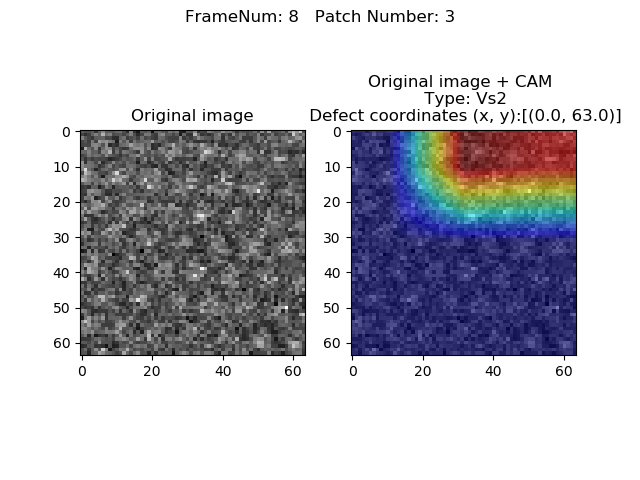 FrameNum: 8   Patch Number: 3
Original image
0
10
20
30
40
50
60
0 20 40 60
Original image + CAM
Type: Vs2
Defect coordinates (x, y):[(0.0, 63.0)]
0
10
20
30
40
50
60
0 20 40 60